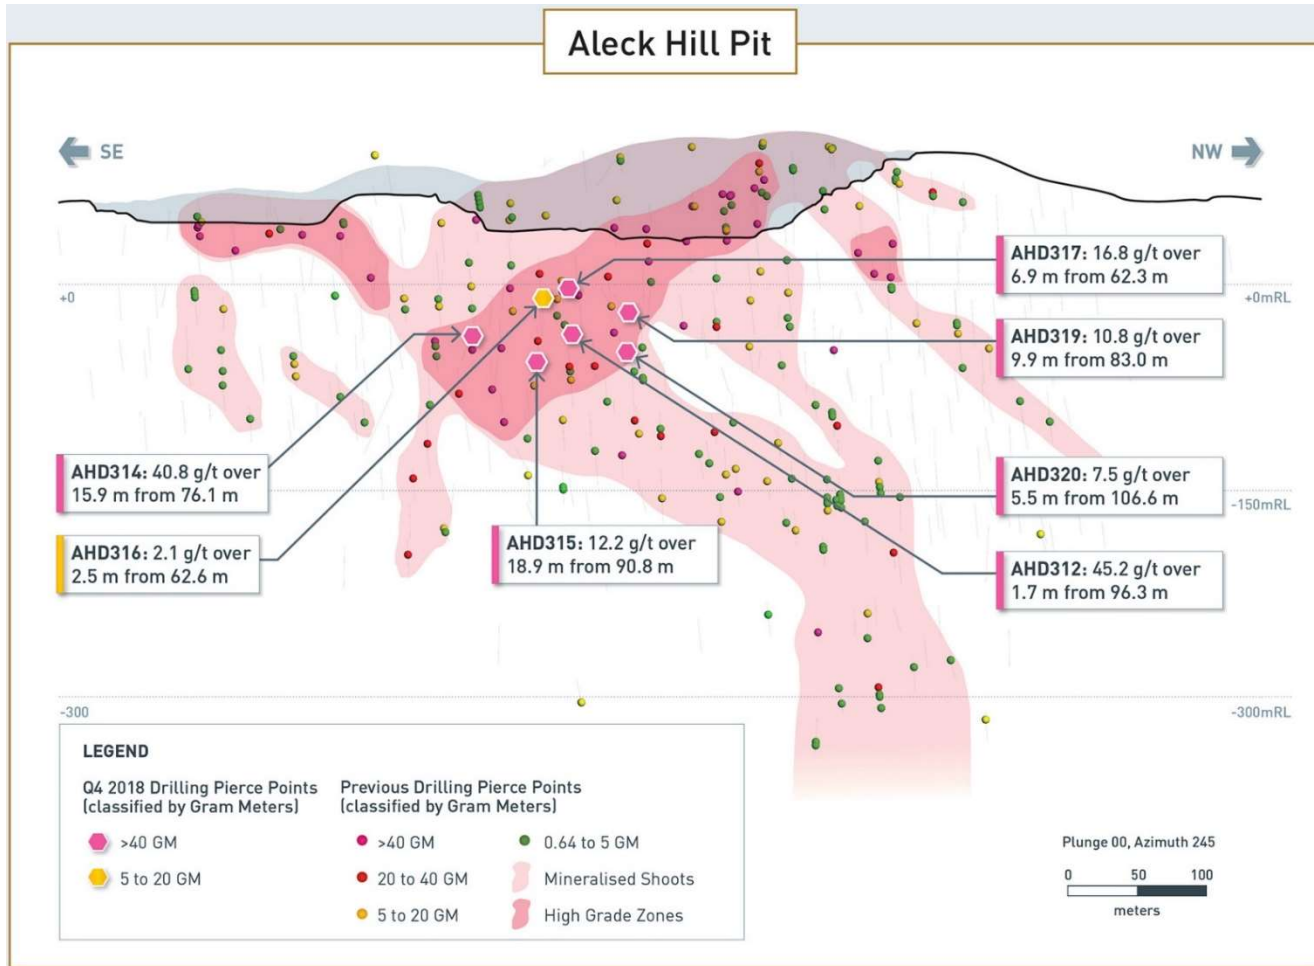 Aleck Hill Pit
SE
NW
AHD317: 16.8 g/t over
6.9 m from 62.3 m
+0
+0mRL
AHD319: 10.8 g/t over
9.9 m from 83.0 m
AHD314: 40.8 g/t over
15.9 m from 76.1 m
AHD320: 7.5 g/t over
5.5 m from 106.6 m
-150mRL
AHD316: 2.1 g/t over
2.5 m from 62.6 m
AHD315: 12.2 g/t over
18.9 m from 90.8 m
AHD312: 45.2 g/t over
1.7 m from 96.3 m
-300
-300mRL
LEGEND
Q4 2018 Drilling Pierce Points
(classified by Gram Meters)
>40 GM
5 to 20 GM
Previous Drilling Pierce Points
(classified by Gram Meters)
>40 GM
20 to 40 GM
5 to 20 GM
0.64 to 5 GM
Mineralised Shoots
High Grade Zones
Plunge 00, Azimuth 245
0 50 100
meters